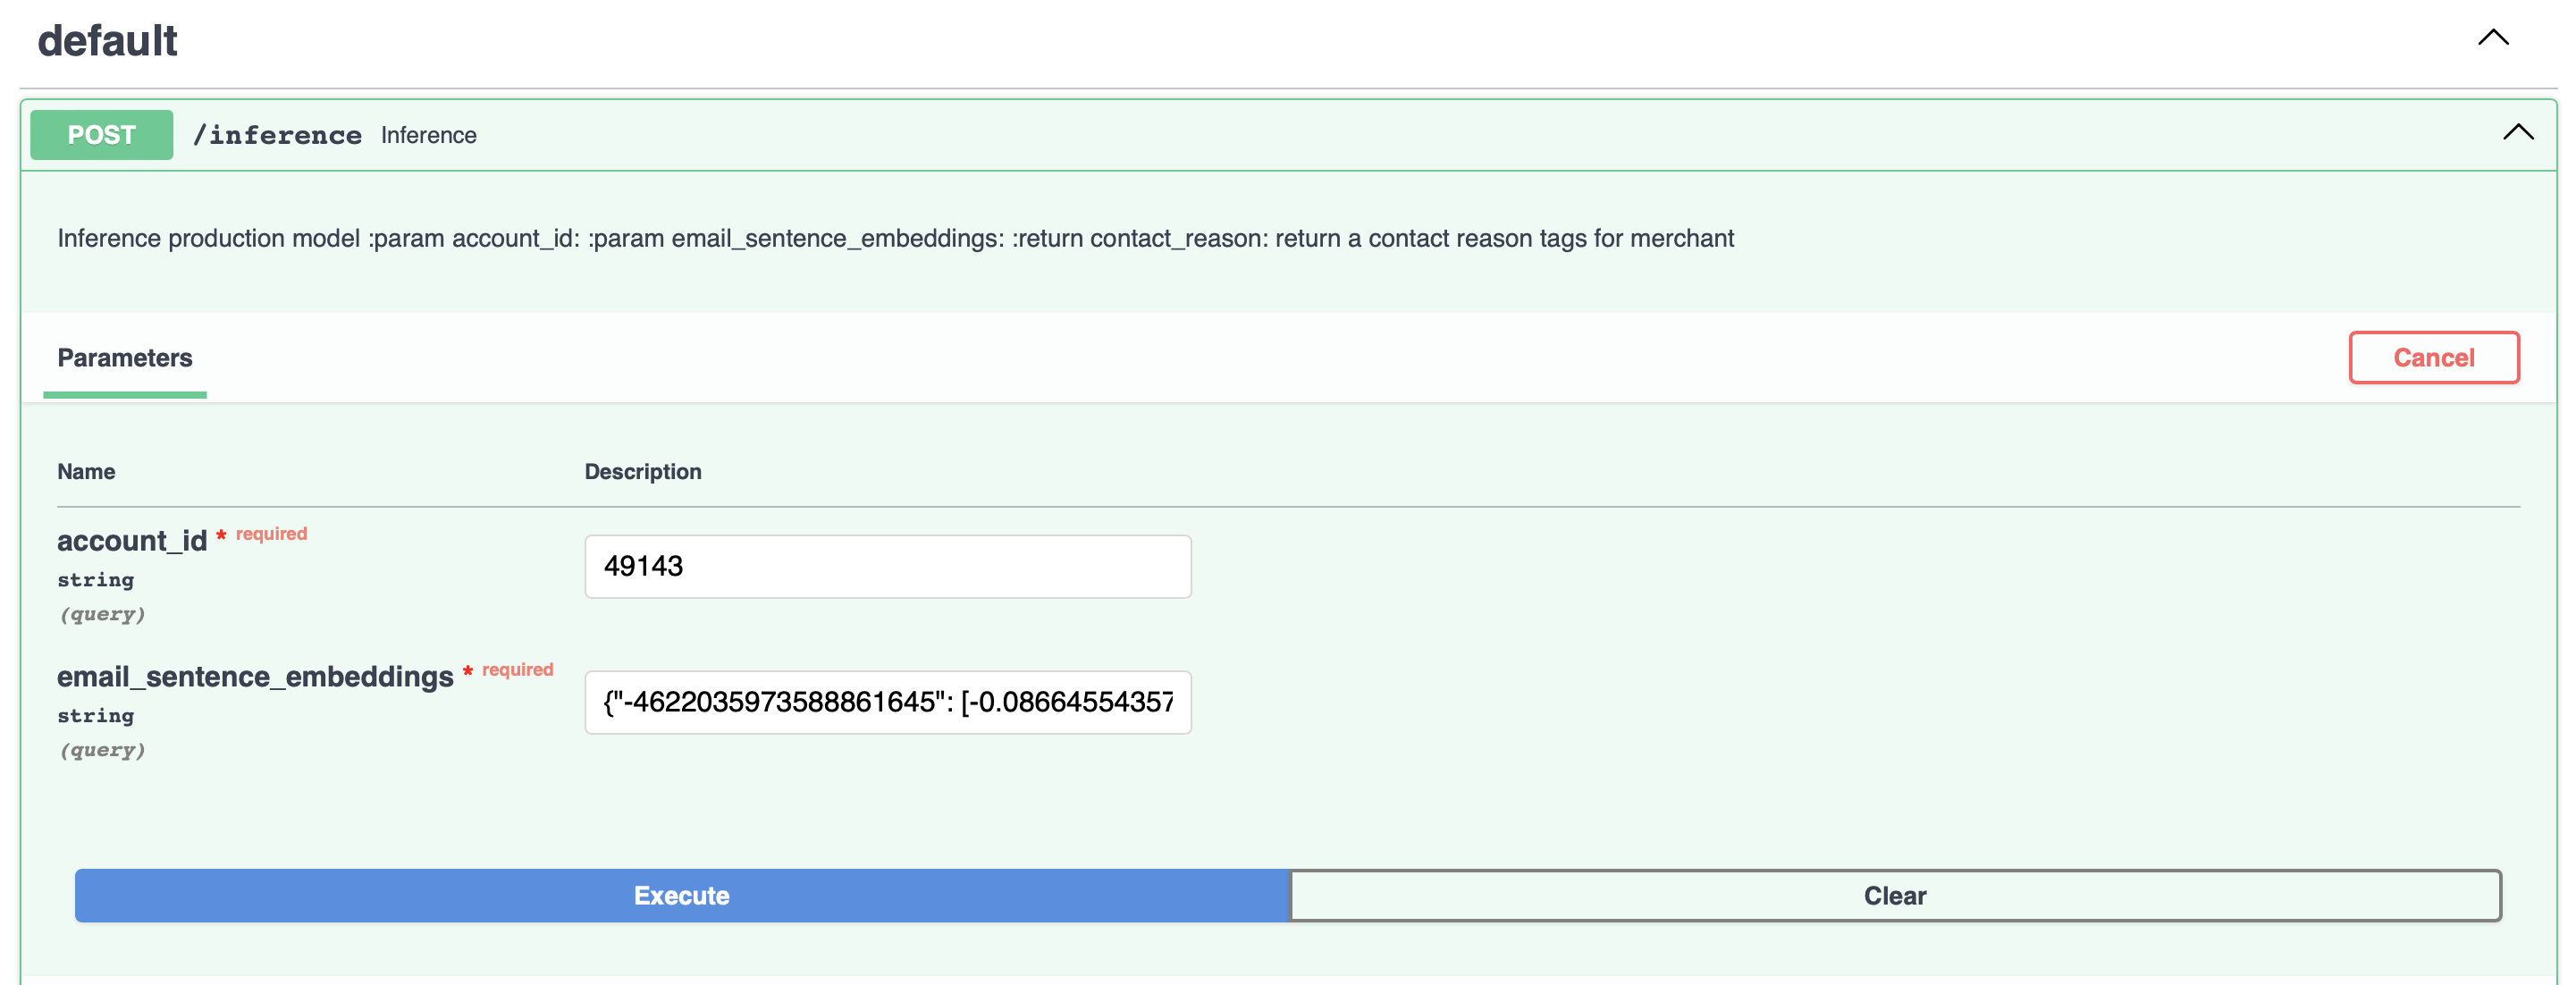 default
POST /inference Inference
Inference production model :param account_id: :param email_sentence_embeddings: :return contact_reason: return a contact reason tags for merchant
Parameters
Cancel
Name Description
account_id * required
string
(query)
49143
email_sentence_embeddings * required
string
(query)
{"-4622035973588861645": [-0.08664554357
Execute
Clear